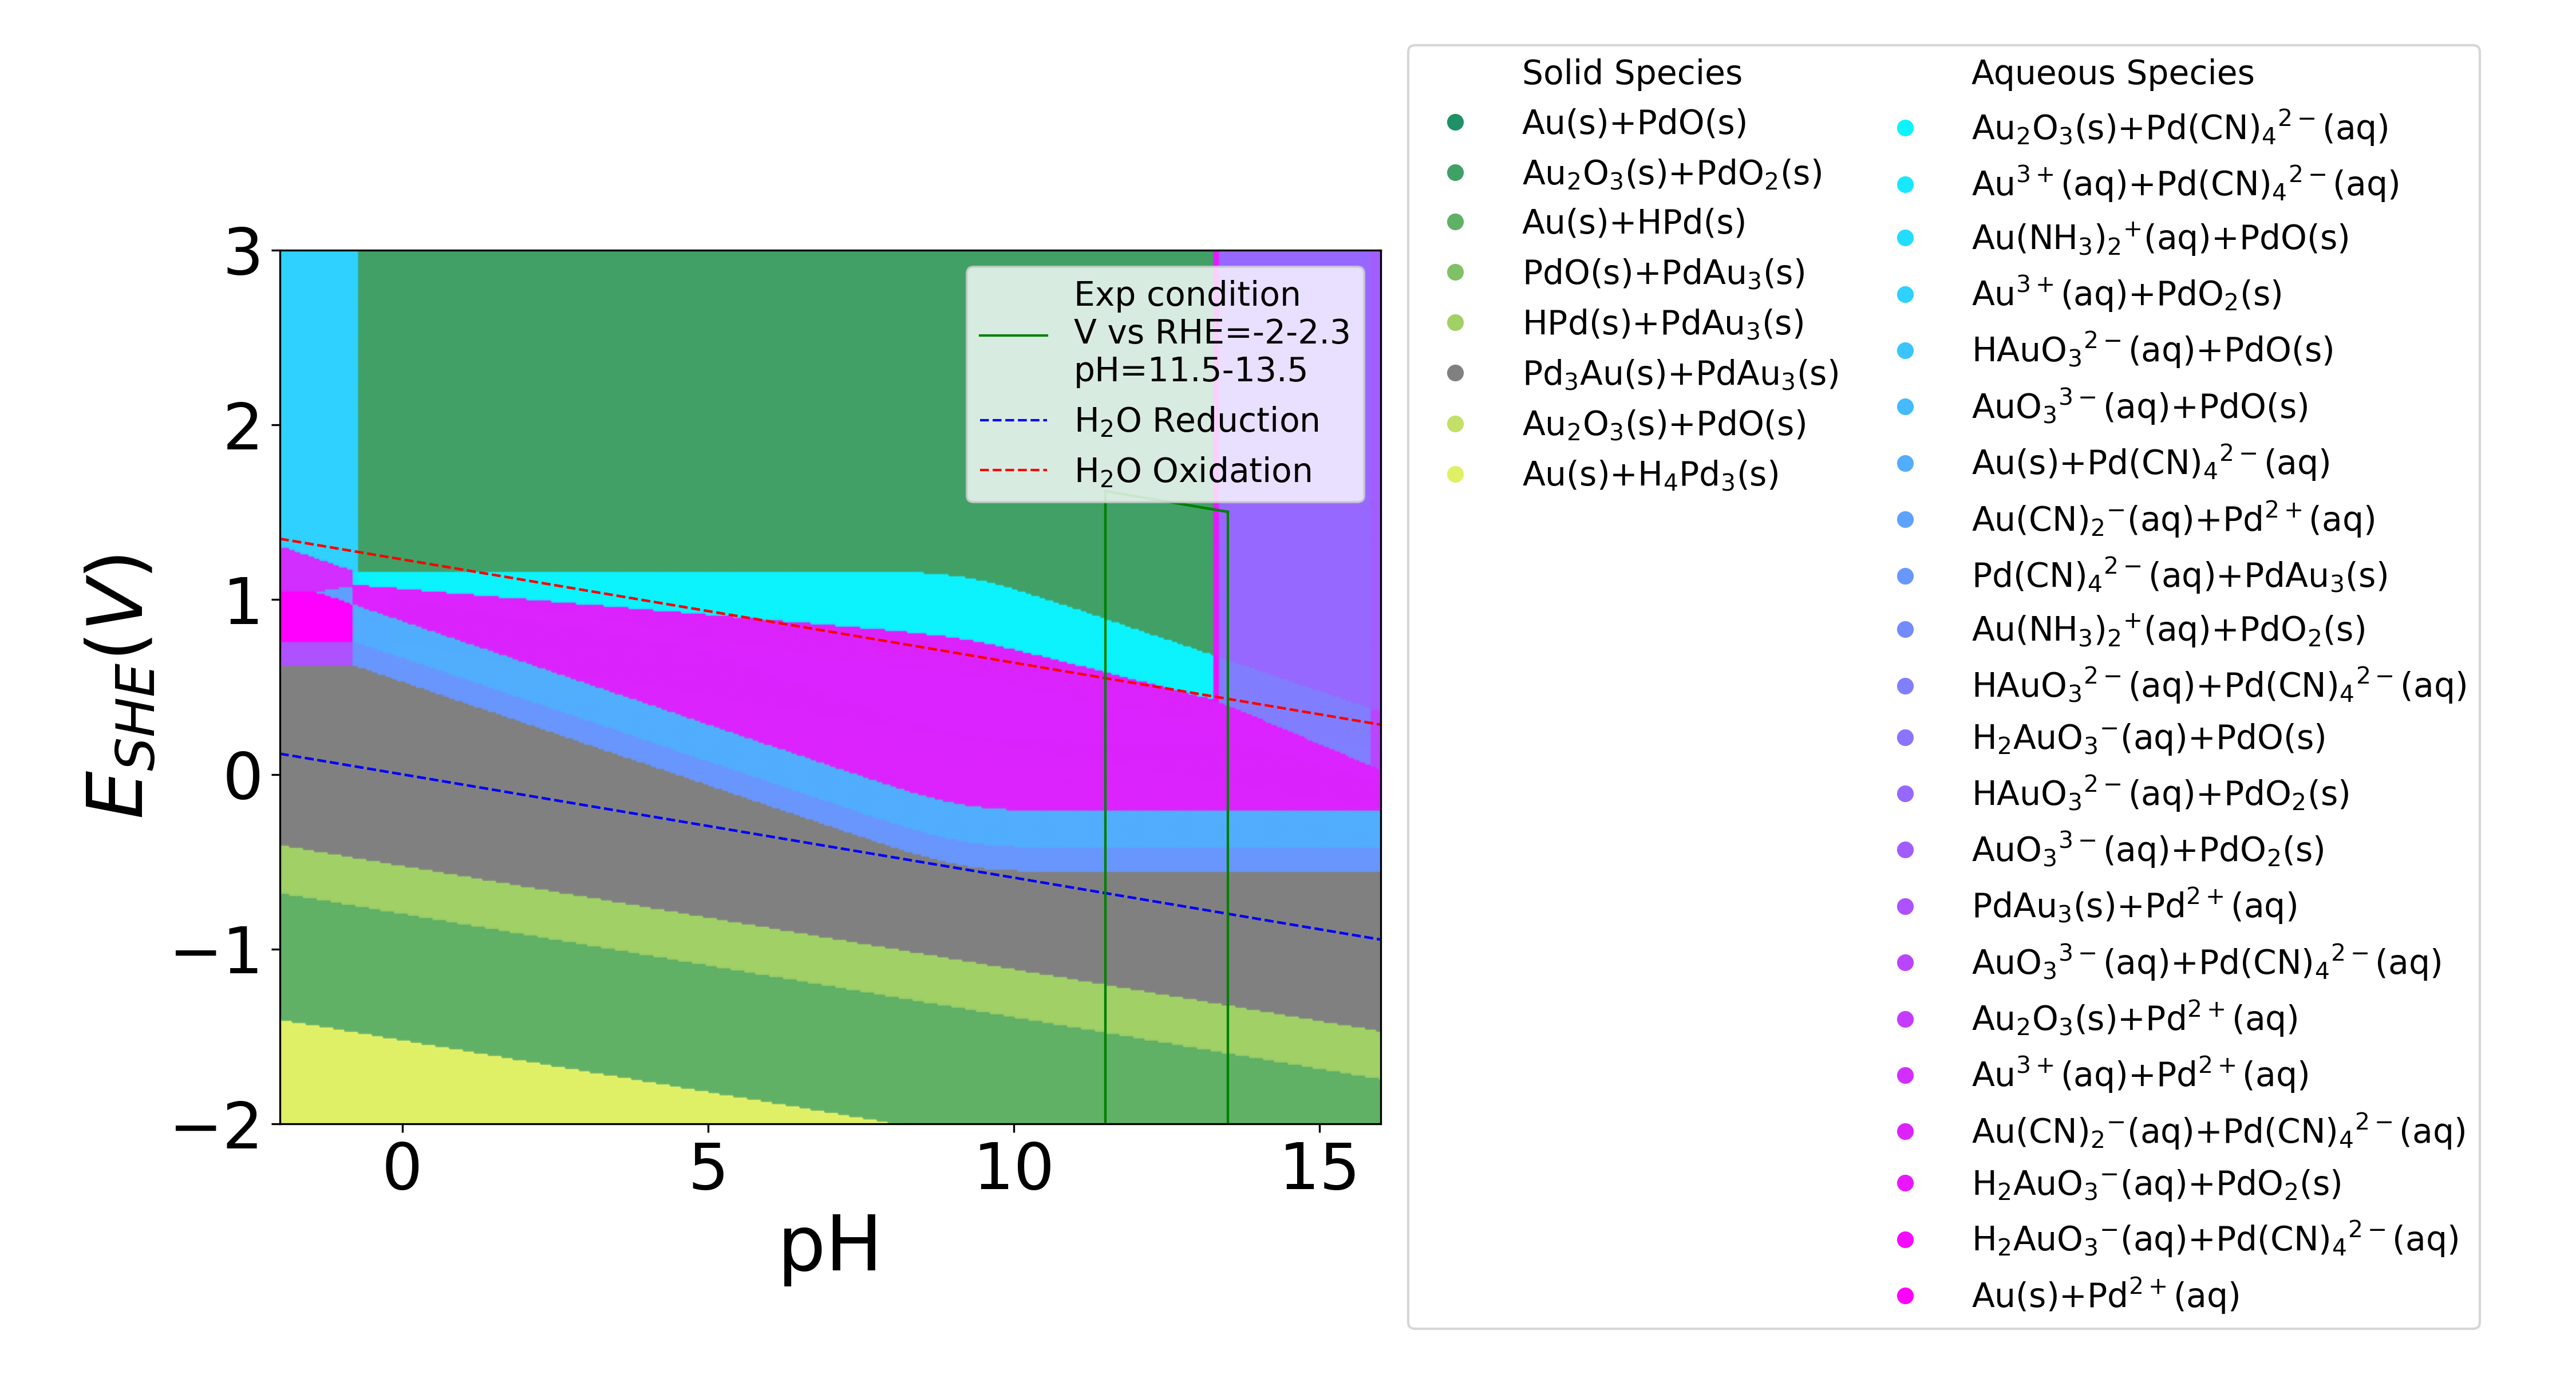 3
2
1
0
−1
−2
E_SHE(V)
0
5
10
15
pH
Exp condition
V vs RHE=-2-2.3
pH=11.5-13.5
H₂O Reduction
H₂O Oxidation
Solid Species
Au(s)+PdO(s)
Au₂O₃(s)+PdO₂(s)
Au(s)+HPd(s)
PdO(s)+PdAu₃(s)
HPd(s)+PdAu₃(s)
Pd₃Au(s)+PdAu₃(s)
Au₂O₃(s)+PdO(s)
Au(s)+H₄Pd₃(s)
Aqueous Species
Au₂O₃(s)+Pd(CN)₄²⁻(aq)
Au³⁺(aq)+Pd(CN)₄²⁻(aq)
Au(NH₃)₂⁺(aq)+PdO(s)
Au³⁺(aq)+PdO₂(s)
HAuO₃²⁻(aq)+PdO(s)
AuO₃³⁻(aq)+PdO(s)
Au(s)+Pd(CN)₄²⁻(aq)
Au(CN)₂⁻(aq)+Pd²⁺(aq)
Pd(CN)₄²⁻(aq)+PdAu₃(s)
Au(NH₃)₂⁺(aq)+PdO₂(s)
HAuO₃²⁻(aq)+Pd(CN)₄²⁻(aq)
H₂AuO₃⁻(aq)+PdO(s)
HAuO₃²⁻(aq)+PdO₂(s)
AuO₃³⁻(aq)+PdO₂(s)
PdAu₃(s)+Pd²⁺(aq)
AuO₃³⁻(aq)+Pd(CN)₄²⁻(aq)
Au₂O₃(s)+Pd²⁺(aq)
Au³⁺(aq)+Pd²⁺(aq)
Au(CN)₂⁻(aq)+Pd(CN)₄²⁻(aq)
H₂AuO₃⁻(aq)+PdO₂(s)
H₂AuO₃⁻(aq)+Pd(CN)₄²⁻(aq)
Au(s)+Pd²⁺(aq)